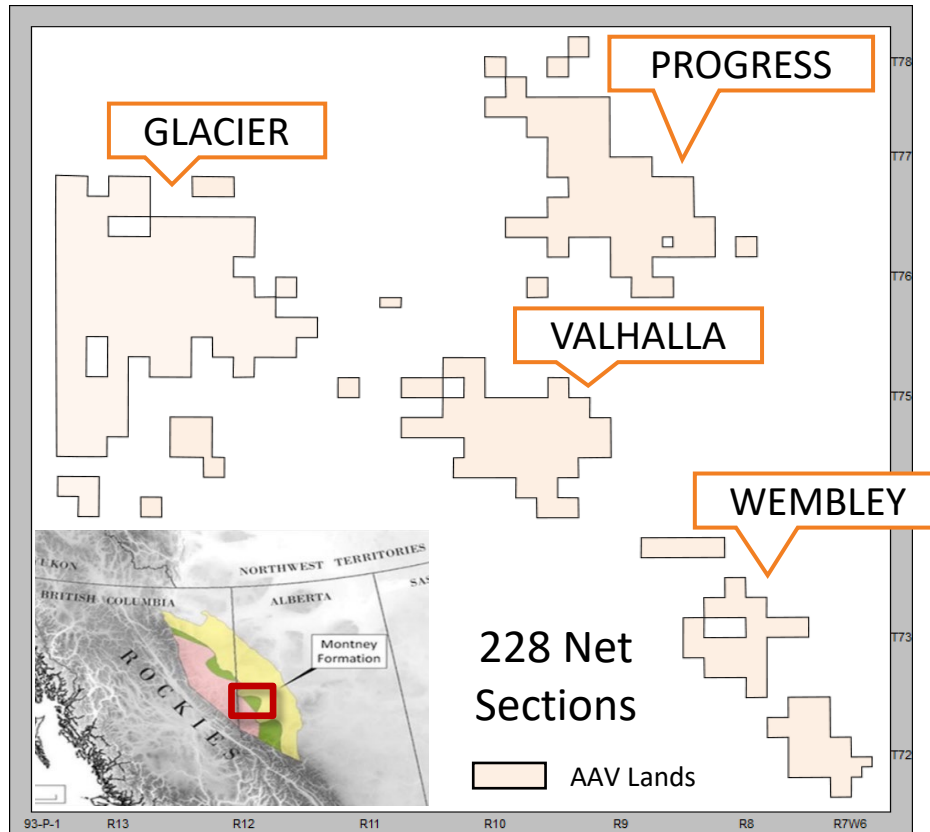 PROGRESS
T78
GLACIER
T77
T76
VALHALLA
T75
WEMBLEY
NORTHWEST TERRITORIES
BRITISH COLUMBIA
ALBERTA
Montney
Formation
ROCKIES
228 Net
Sections
T73
AAV Lands
T72
93-P-1 R13 R12 R11 R10 R9 R8 R7W6